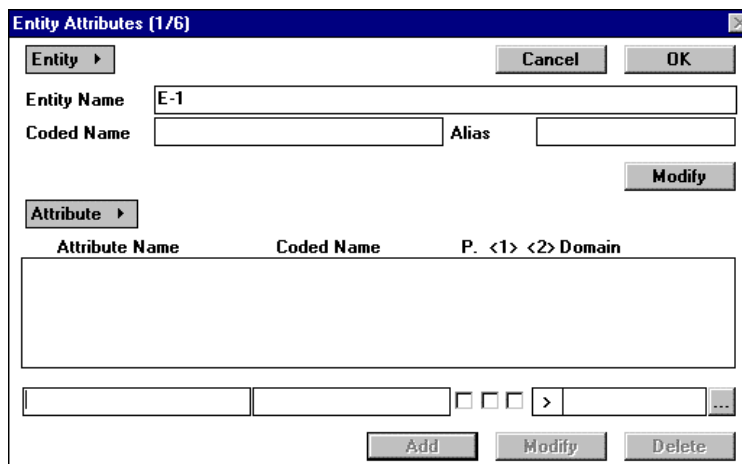 Entity Attributes (1/6)
Entity
Cancel OK
Entity Name E-1
Coded Name Alias
Modify
Attribute
Attribute Name Coded Name P. <1> <2> Domain
> ...
Add Modify Delete